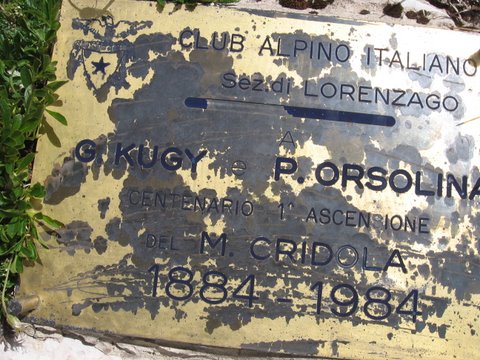 CLUB ALPINO ITALIANO
Sez. di LORENZAGO
A
G. KUGY e P. ORSOLINA
CENTENARIO 1ª ASCENSIONE
DEL M. CRIDOLA
1884 - 1984